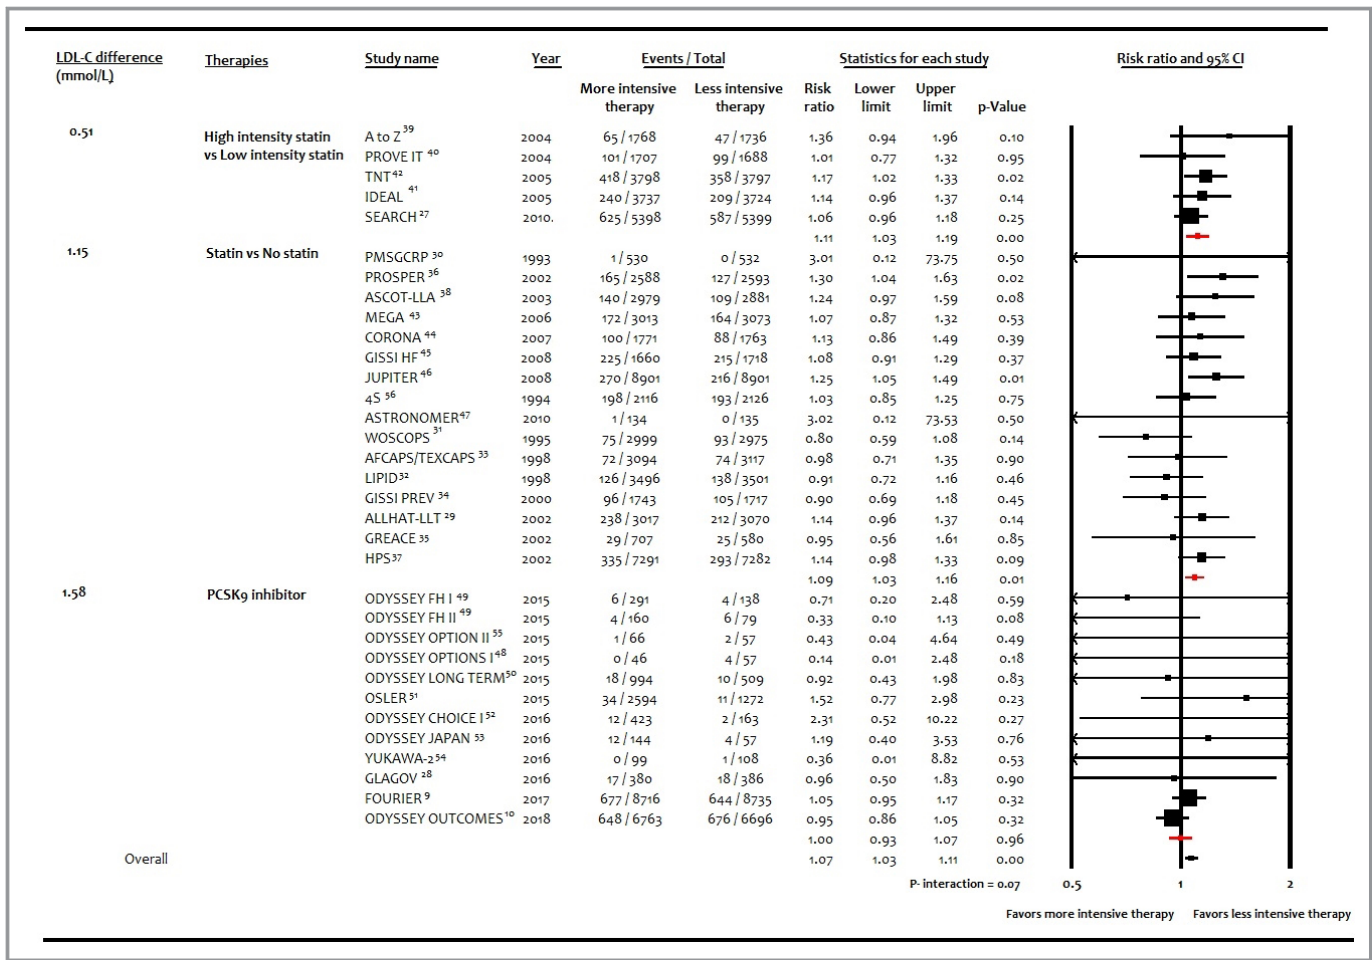 LDL-C difference (mmol/L) Therapies Study name Year Events / Total Statistics for each study Risk ratio and 95% CI
More intensive therapy Less intensive therapy Risk ratio Lower limit Upper limit p-Value
0.51 High intensity statin vs Low intensity statin
A to Z 39 2004 65 / 1768 47 / 1736 1.36 0.94 1.96 0.10
PROVE IT 40 2004 101 / 1707 99 / 1688 1.01 0.77 1.32 0.95
TNT 42 2005 418 / 3798 358 / 3797 1.17 1.02 1.33 0.02
IDEAL 41 2005 240 / 3737 209 / 3724 1.14 0.96 1.37 0.14
SEARCH 27 2010. 625 / 5398 587 / 5399 1.06 0.96 1.18 0.25
1.11 1.03 1.19 0.00
1.15 Statin vs No statin
PMSGCRP 30 1993 1 / 530 0 / 532 3.01 0.12 73.75 0.50
PROSPER 36 2002 165 / 2588 127 / 2593 1.30 1.04 1.63 0.02
ASCOT-LLA 38 2003 140 / 2979 109 / 2881 1.24 0.97 1.59 0.08
MEGA 43 2006 172 / 3013 164 / 3073 1.07 0.87 1.32 0.53
CORONA 44 2007 100 / 1771 88 / 1763 1.13 0.86 1.49 0.39
GISSI HF 45 2008 225 / 1660 215 / 1718 1.08 0.91 1.29 0.37
JUPITER 46 2008 270 / 8901 216 / 8901 1.25 1.05 1.49 0.01
4S 56 1994 198 / 2116 193 / 2126 1.03 0.85 1.25 0.75
ASTRONOMER 47 2010 1 / 134 0 / 135 3.02 0.12 73.53 0.50
WOSCOPS 31 1995 75 / 2999 93 / 2975 0.80 0.59 1.08 0.14
AFCAPS/TEXCAPS 33 1998 72 / 3094 74 / 3117 0.98 0.71 1.35 0.90
LIPID 32 1998 126 / 3496 138 / 3501 0.91 0.72 1.16 0.46
GISSI PREV 34 2000 96 / 1743 105 / 1717 0.90 0.69 1.18 0.45
ALLHAT-LLT 29 2002 238 / 3017 212 / 3070 1.14 0.96 1.37 0.14
GREACE 35 2002 29 / 707 25 / 580 0.95 0.56 1.61 0.85
HPS 37 2002 335 / 7291 293 / 7282 1.14 0.98 1.33 0.09
1.09 1.03 1.16 0.01
1.58 PCSK9 inhibitor
ODYSSEY FH I 49 2015 6 / 291 4 / 138 0.71 0.20 2.48 0.59
ODYSSEY FH II 49 2015 4 / 160 6 / 79 0.33 0.10 1.13 0.08
ODYSSEY OPTION II 55 2015 1 / 66 2 / 57 0.43 0.04 4.64 0.49
ODYSSEY OPTIONS I 48 2015 0 / 46 4 / 57 0.14 0.01 2.48 0.18
ODYSSEY LONG TERM 50 2015 18 / 994 10 / 509 0.92 0.43 1.98 0.83
OSLER 51 2015 34 / 2594 11 / 1272 1.52 0.77 2.98 0.23
ODYSSEY CHOICE I 52 2016 12 / 423 2 / 163 2.31 0.52 10.22 0.27
ODYSSEY JAPAN 53 2016 12 / 144 4 / 57 1.19 0.40 3.53 0.76
YUKAWA-2 54 2016 0 / 99 1 / 108 0.36 0.01 8.82 0.53
GLAGOV 28 2016 17 / 380 18 / 386 0.96 0.50 1.83 0.90
FOURIER 9 2017 677 / 8716 644 / 8735 1.05 0.95 1.17 0.32
ODYSSEY OUTCOMES 10 2018 648 / 6763 676 / 6696 0.95 0.86 1.05 0.32
1.00 0.93 1.07 0.96
Overall 1.07 1.03 1.11 0.00
P- interaction = 0.07 0.5 1 2
Favors more intensive therapy Favors less intensive therapy